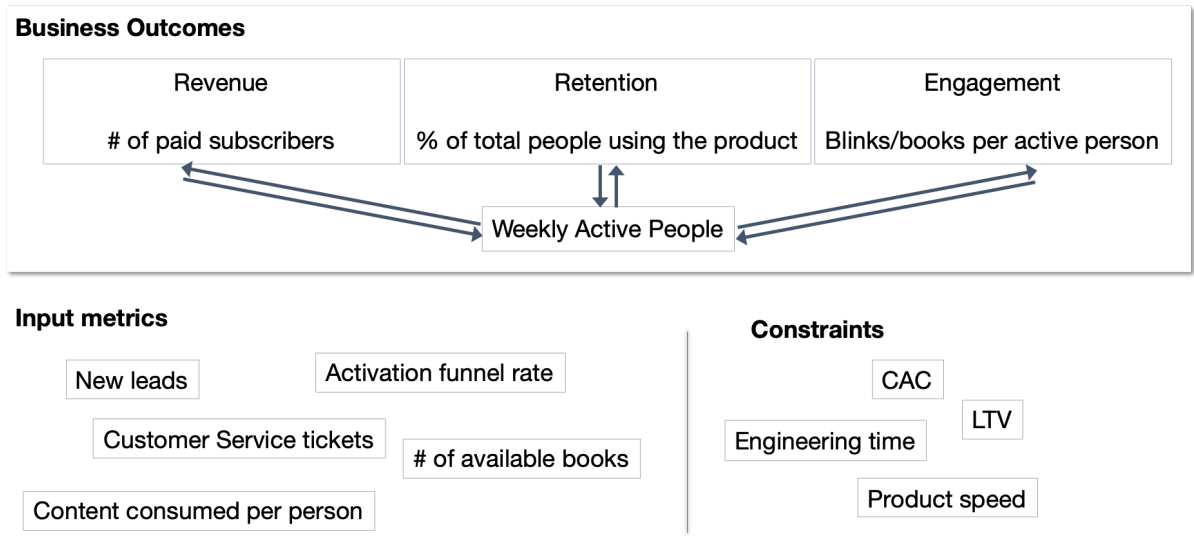 Business Outcomes
Revenue
# of paid subscribers
Retention
% of total people using the product
Engagement
Blinks/books per active person
Weekly Active People
Input metrics
New leads
Activation funnel rate
Customer Service tickets
# of available books
Content consumed per person
Constraints
CAC
LTV
Engineering time
Product speed